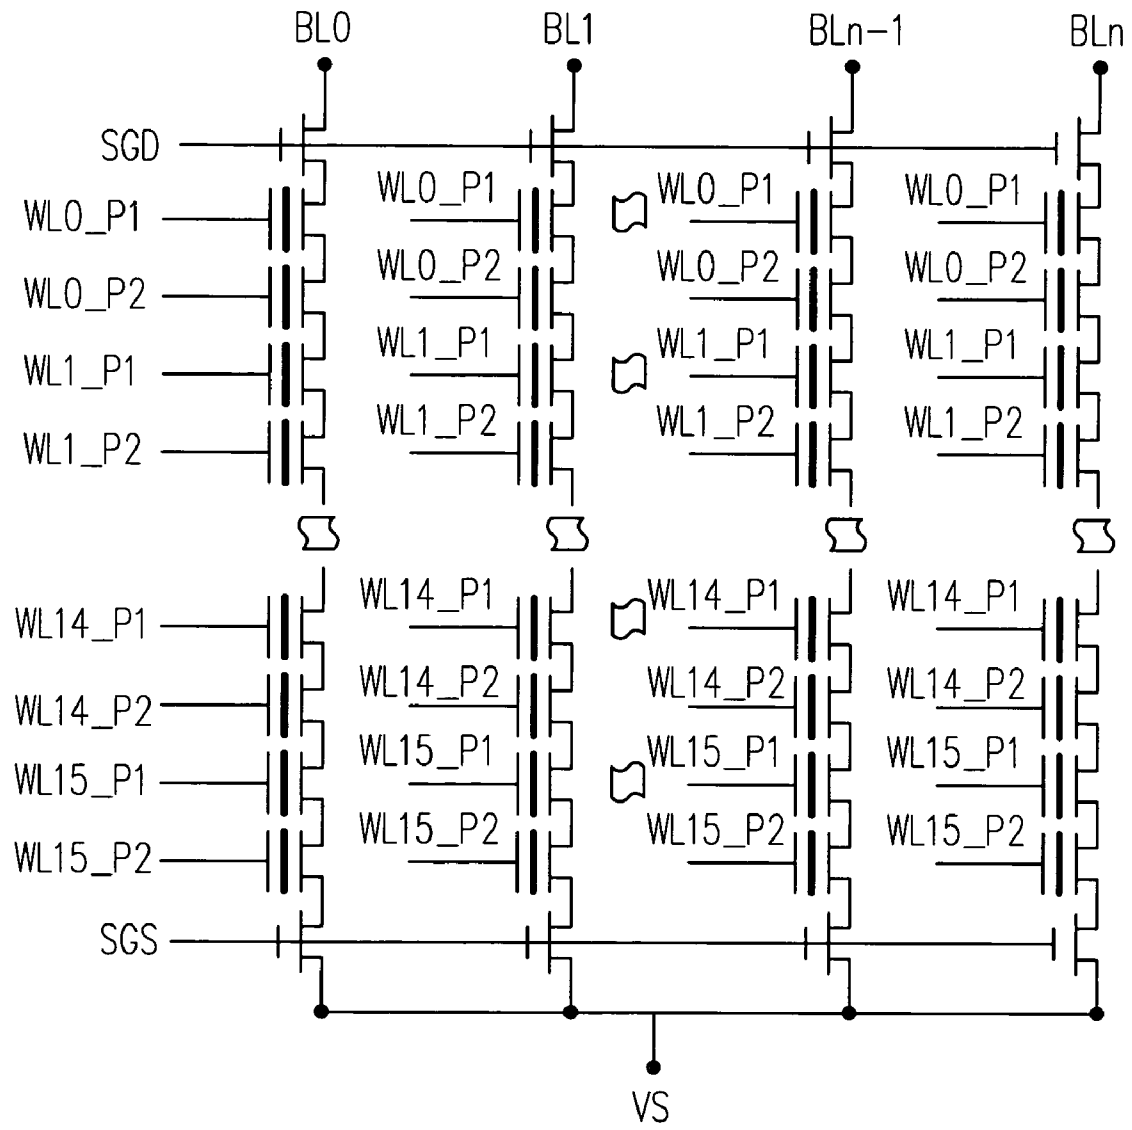 BL0 BL1 BLn-1 BLn
SGD
WL0_P1 WL0_P1 WL0_P1 WL0_P1
WL0_P2 WL0_P2 WL0_P2 WL0_P2
WL1_P1 WL1_P1 WL1_P1 WL1_P1
WL1_P2 WL1_P2 WL1_P2 WL1_P2
WL14_P1 WL14_P1 WL14_P1 WL14_P1
WL14_P2 WL14_P2 WL14_P2 WL14_P2
WL15_P1 WL15_P1 WL15_P1 WL15_P1
WL15_P2 WL15_P2 WL15_P2 WL15_P2
SGS
VS